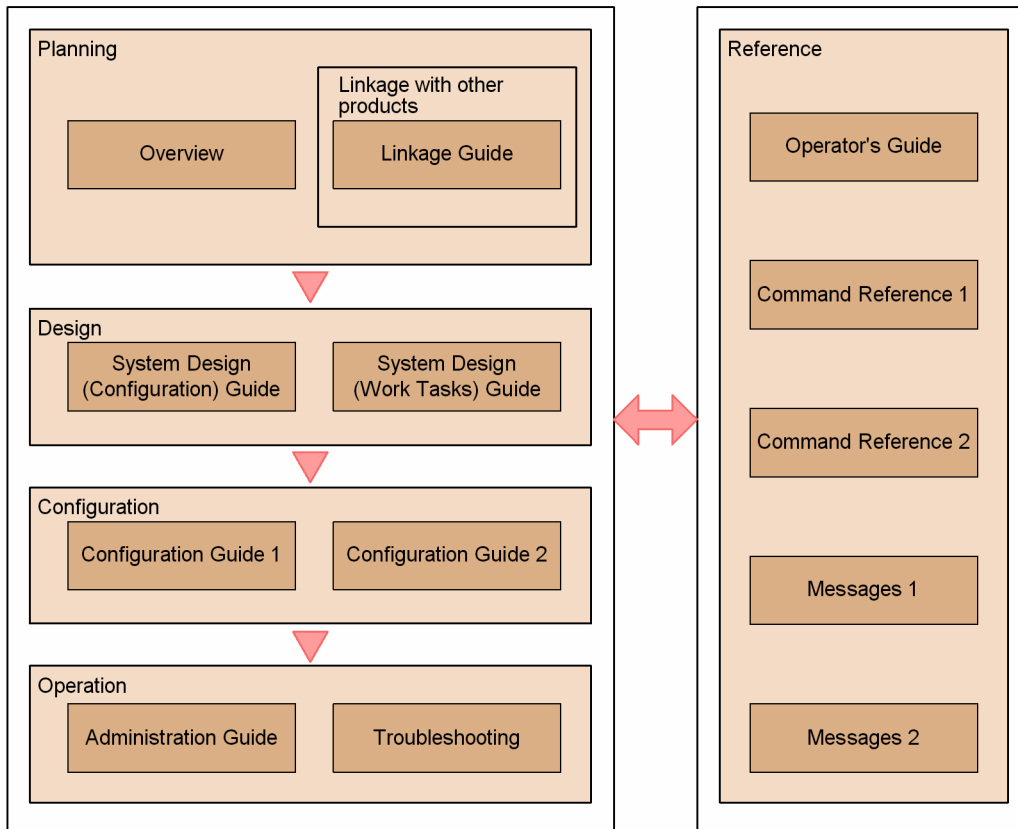 Planning
Overview
Linkage with other
products
Linkage Guide
Design
System Design
(Configuration) Guide
System Design
(Work Tasks) Guide
Configuration
Configuration Guide 1
Configuration Guide 2
Operation
Administration Guide
Troubleshooting
Reference
Operator's Guide
Command Reference 1
Command Reference 2
Messages 1
Messages 2